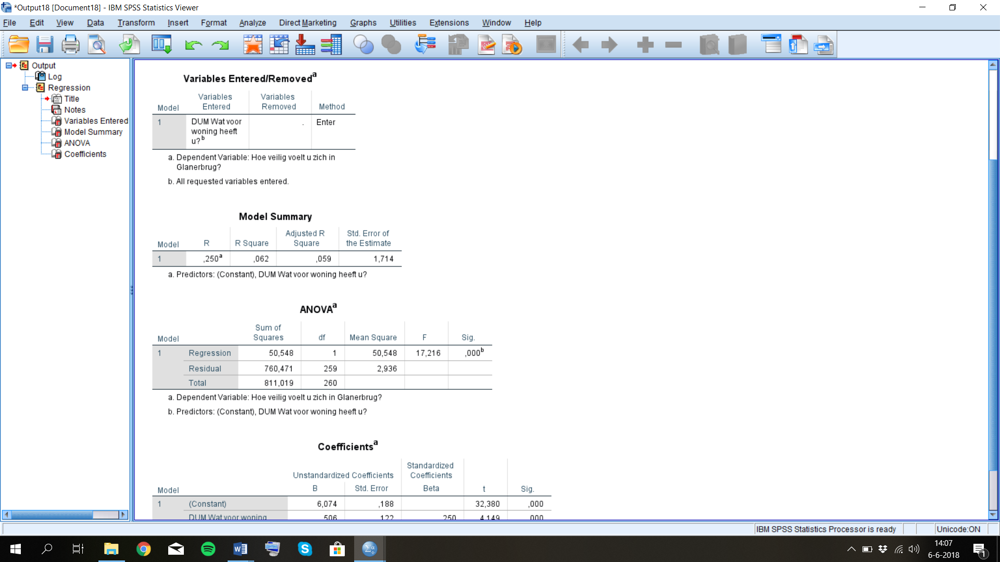 *Output18 [Document18] - IBM SPSS Statistics Viewer
File Edit View Data Transform Insert Format Analyze Direct Marketing Graphs Utilities Extensions Window Help
Output
Log
Regression
Title
Notes
Variables Entered
Model Summary
ANOVA
Coefficients
Variables Entered/Removedᵃ
Model Variables Entered Variables Removed Method
1 DUM Wat voor woning heeft u?ᵇ . Enter
a. Dependent Variable: Hoe veilig voelt u zich in
Glanerbrug?
b. All requested variables entered.
Model Summary
Model R R Square Adjusted R Square Std. Error of the Estimate
1 ,250ᵃ ,062 ,059 1,714
a. Predictors: (Constant), DUM Wat voor woning heeft u?
ANOVAᵃ
Model Sum of Squares df Mean Square F Sig.
1 Regression 50,548 1 50,548 17,216 ,000ᵇ
Residual 760,471 259 2,936
Total 811,019 260
a. Dependent Variable: Hoe veilig voelt u zich in Glanerbrug?
b. Predictors: (Constant), DUM Wat voor woning heeft u?
Coefficientsᵃ
Unstandardized Coefficients Standardized Coefficients
Model B Std. Error Beta t Sig.
1 (Constant) 6,074 ,188 32,380 ,000
DUM Wat voor woning 506 122 250 4,149 000
IBM SPSS Statistics Processor is ready Unicode:ON
14:07
6-6-2018
1